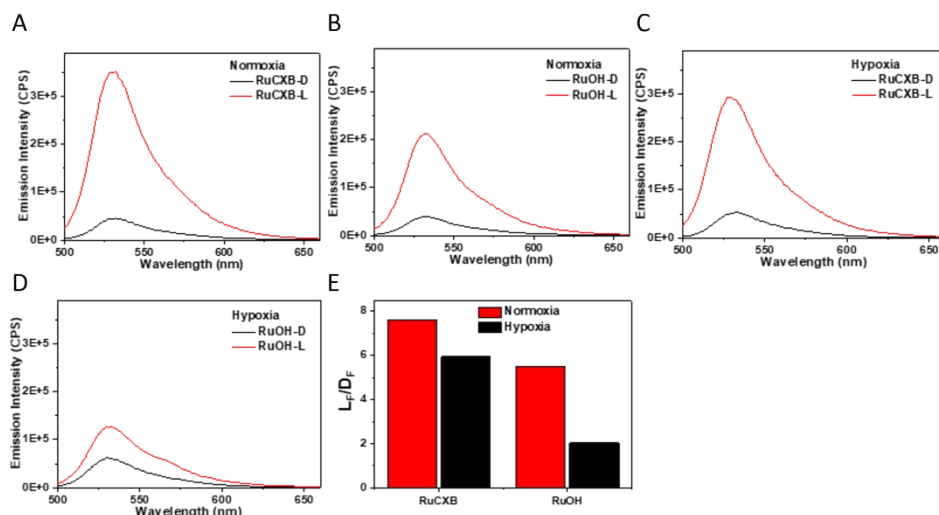 A
Normoxia
RuCXB-D
RuCXB-L
Emission Intensity (CPS)
3E+5
2E+5
1E+5
0E+0
500 550 600 650
Wavelength (nm)
B
Normoxia
RuOH-D
RuOH-L
Emission Intensity (CPS)
3E+5
2E+5
1E+5
0E+0
500 550 600 650
Wavelength (nm)
C
Hypoxia
RuCXB-D
RuCXB-L
Emission Intensity (CPS)
3E+5
2E+5
1E+5
0E+0
500 550 600 650
Wavelength (nm)
D
Hypoxia
RuOH-D
RuOH-L
Emission Intensity (CPS)
3E+5
2E+5
1E+5
0E+0
500 550 600 650
Wavelength (nm)
E
Normoxia
Hypoxia
LF/DF
8
6
4
2
0
RuCXB RuOH